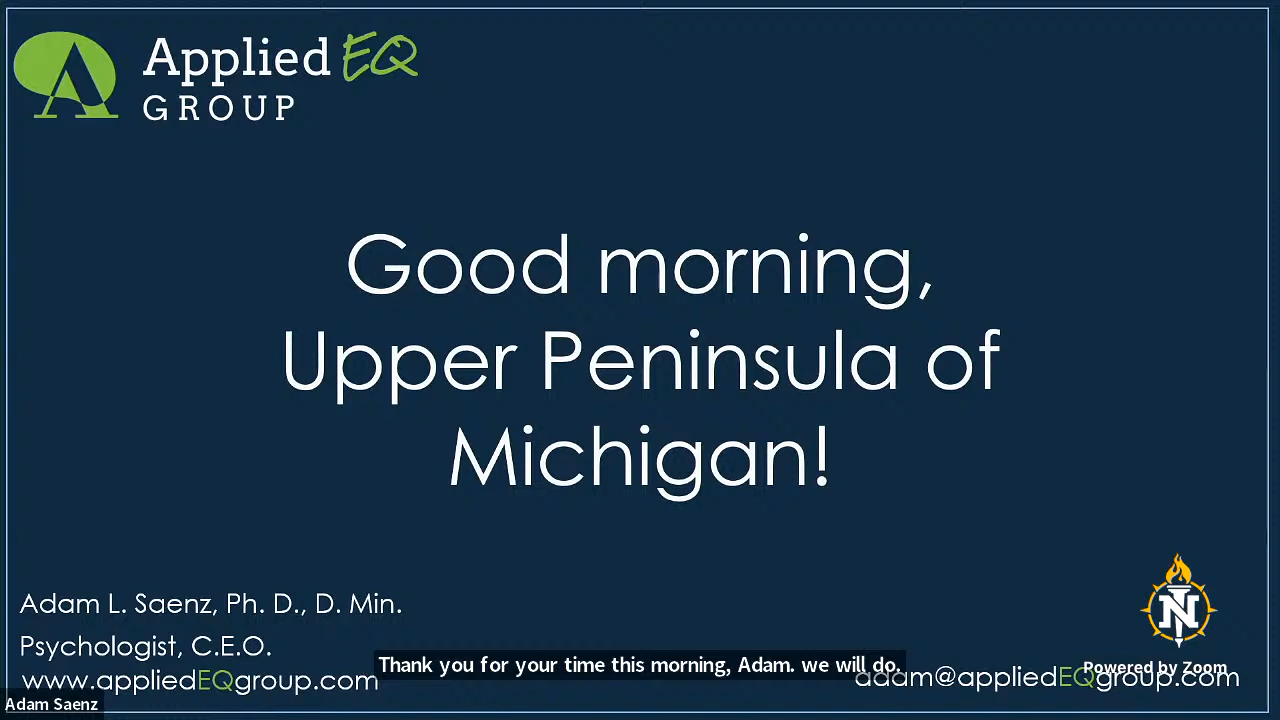 Applied EQ
GROUP
Good morning,
Upper Peninsula of
Michigan!
Adam L. Saenz, Ph. D., D. Min.
Psychologist, C.E.O.
www.appliedEQgroup.com
Thank you for your time this morning, Adam. we will do.
adam@appliedEQgroup.com
N
Powered by Zoom
Adam Saenz